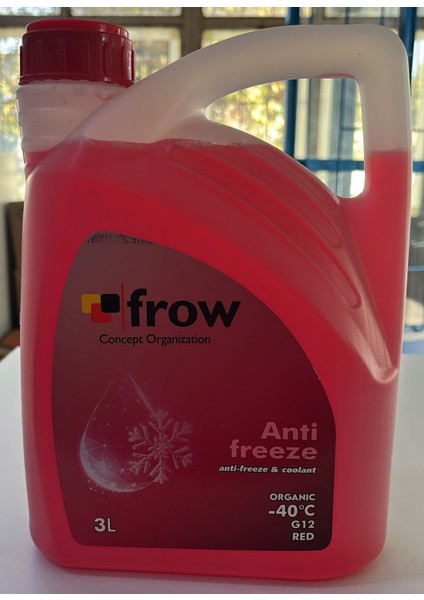 frow
Concept Organization
Anti
freeze
anti-freeze & coolant
ORGANIC
-40°C
G12
RED
3L